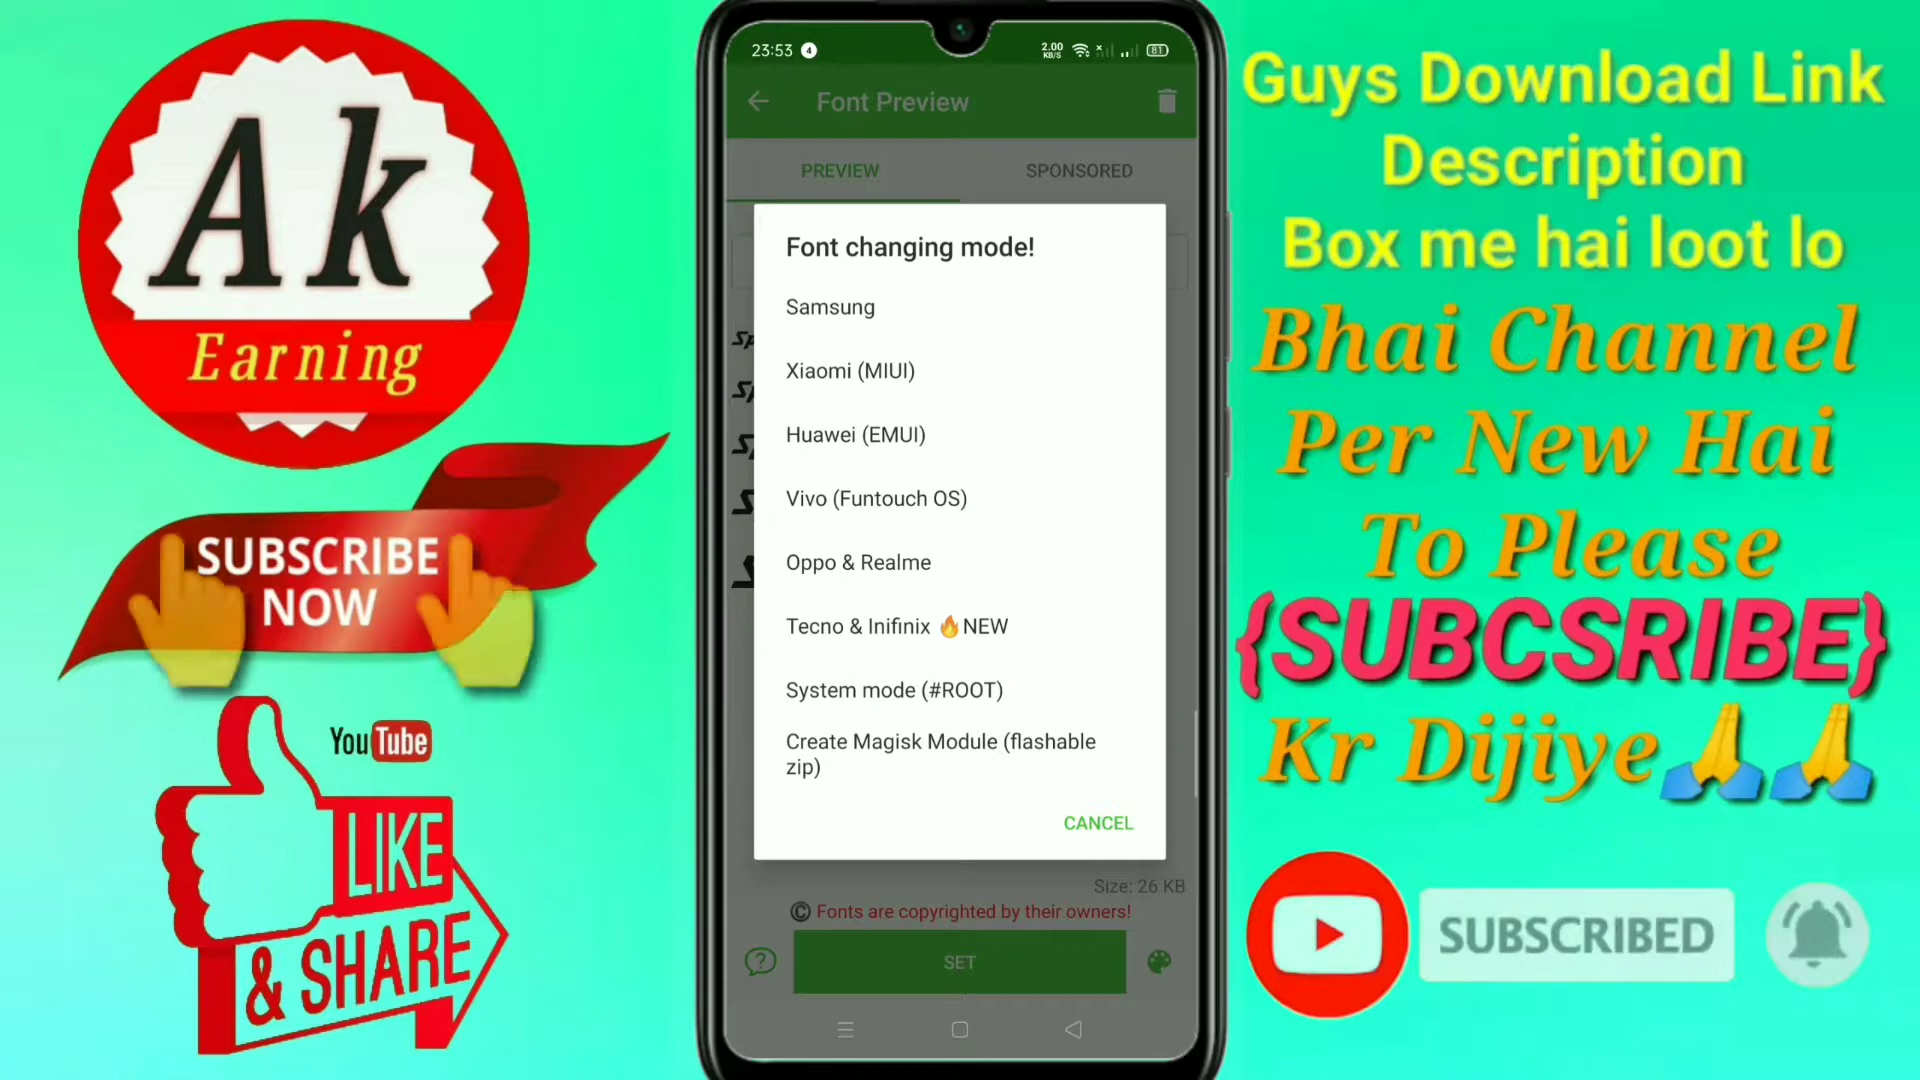 Ak
Earning
SUBSCRIBE
NOW
YouTube
LIKE
& SHARE
23:53 4
2.00
KB/S
81
Font Preview
PREVIEW
SPONSORED
Font changing mode!
Samsung
Xiaomi (MIUI)
Huawei (EMUI)
Vivo (Funtouch OS)
Oppo & Realme
Tecno & Inifinix 🔥NEW
System mode (#ROOT)
Create Magisk Module (flashable
zip)
CANCEL
Size: 26 KB
© Fonts are copyrighted by their owners!
SET
Guys Download Link
Description
Box me hai loot lo
Bhai Channel
Per New Hai
To Please
{SUBCSRIBE}
Kr Dijiye🙏🙏
SUBSCRIBED